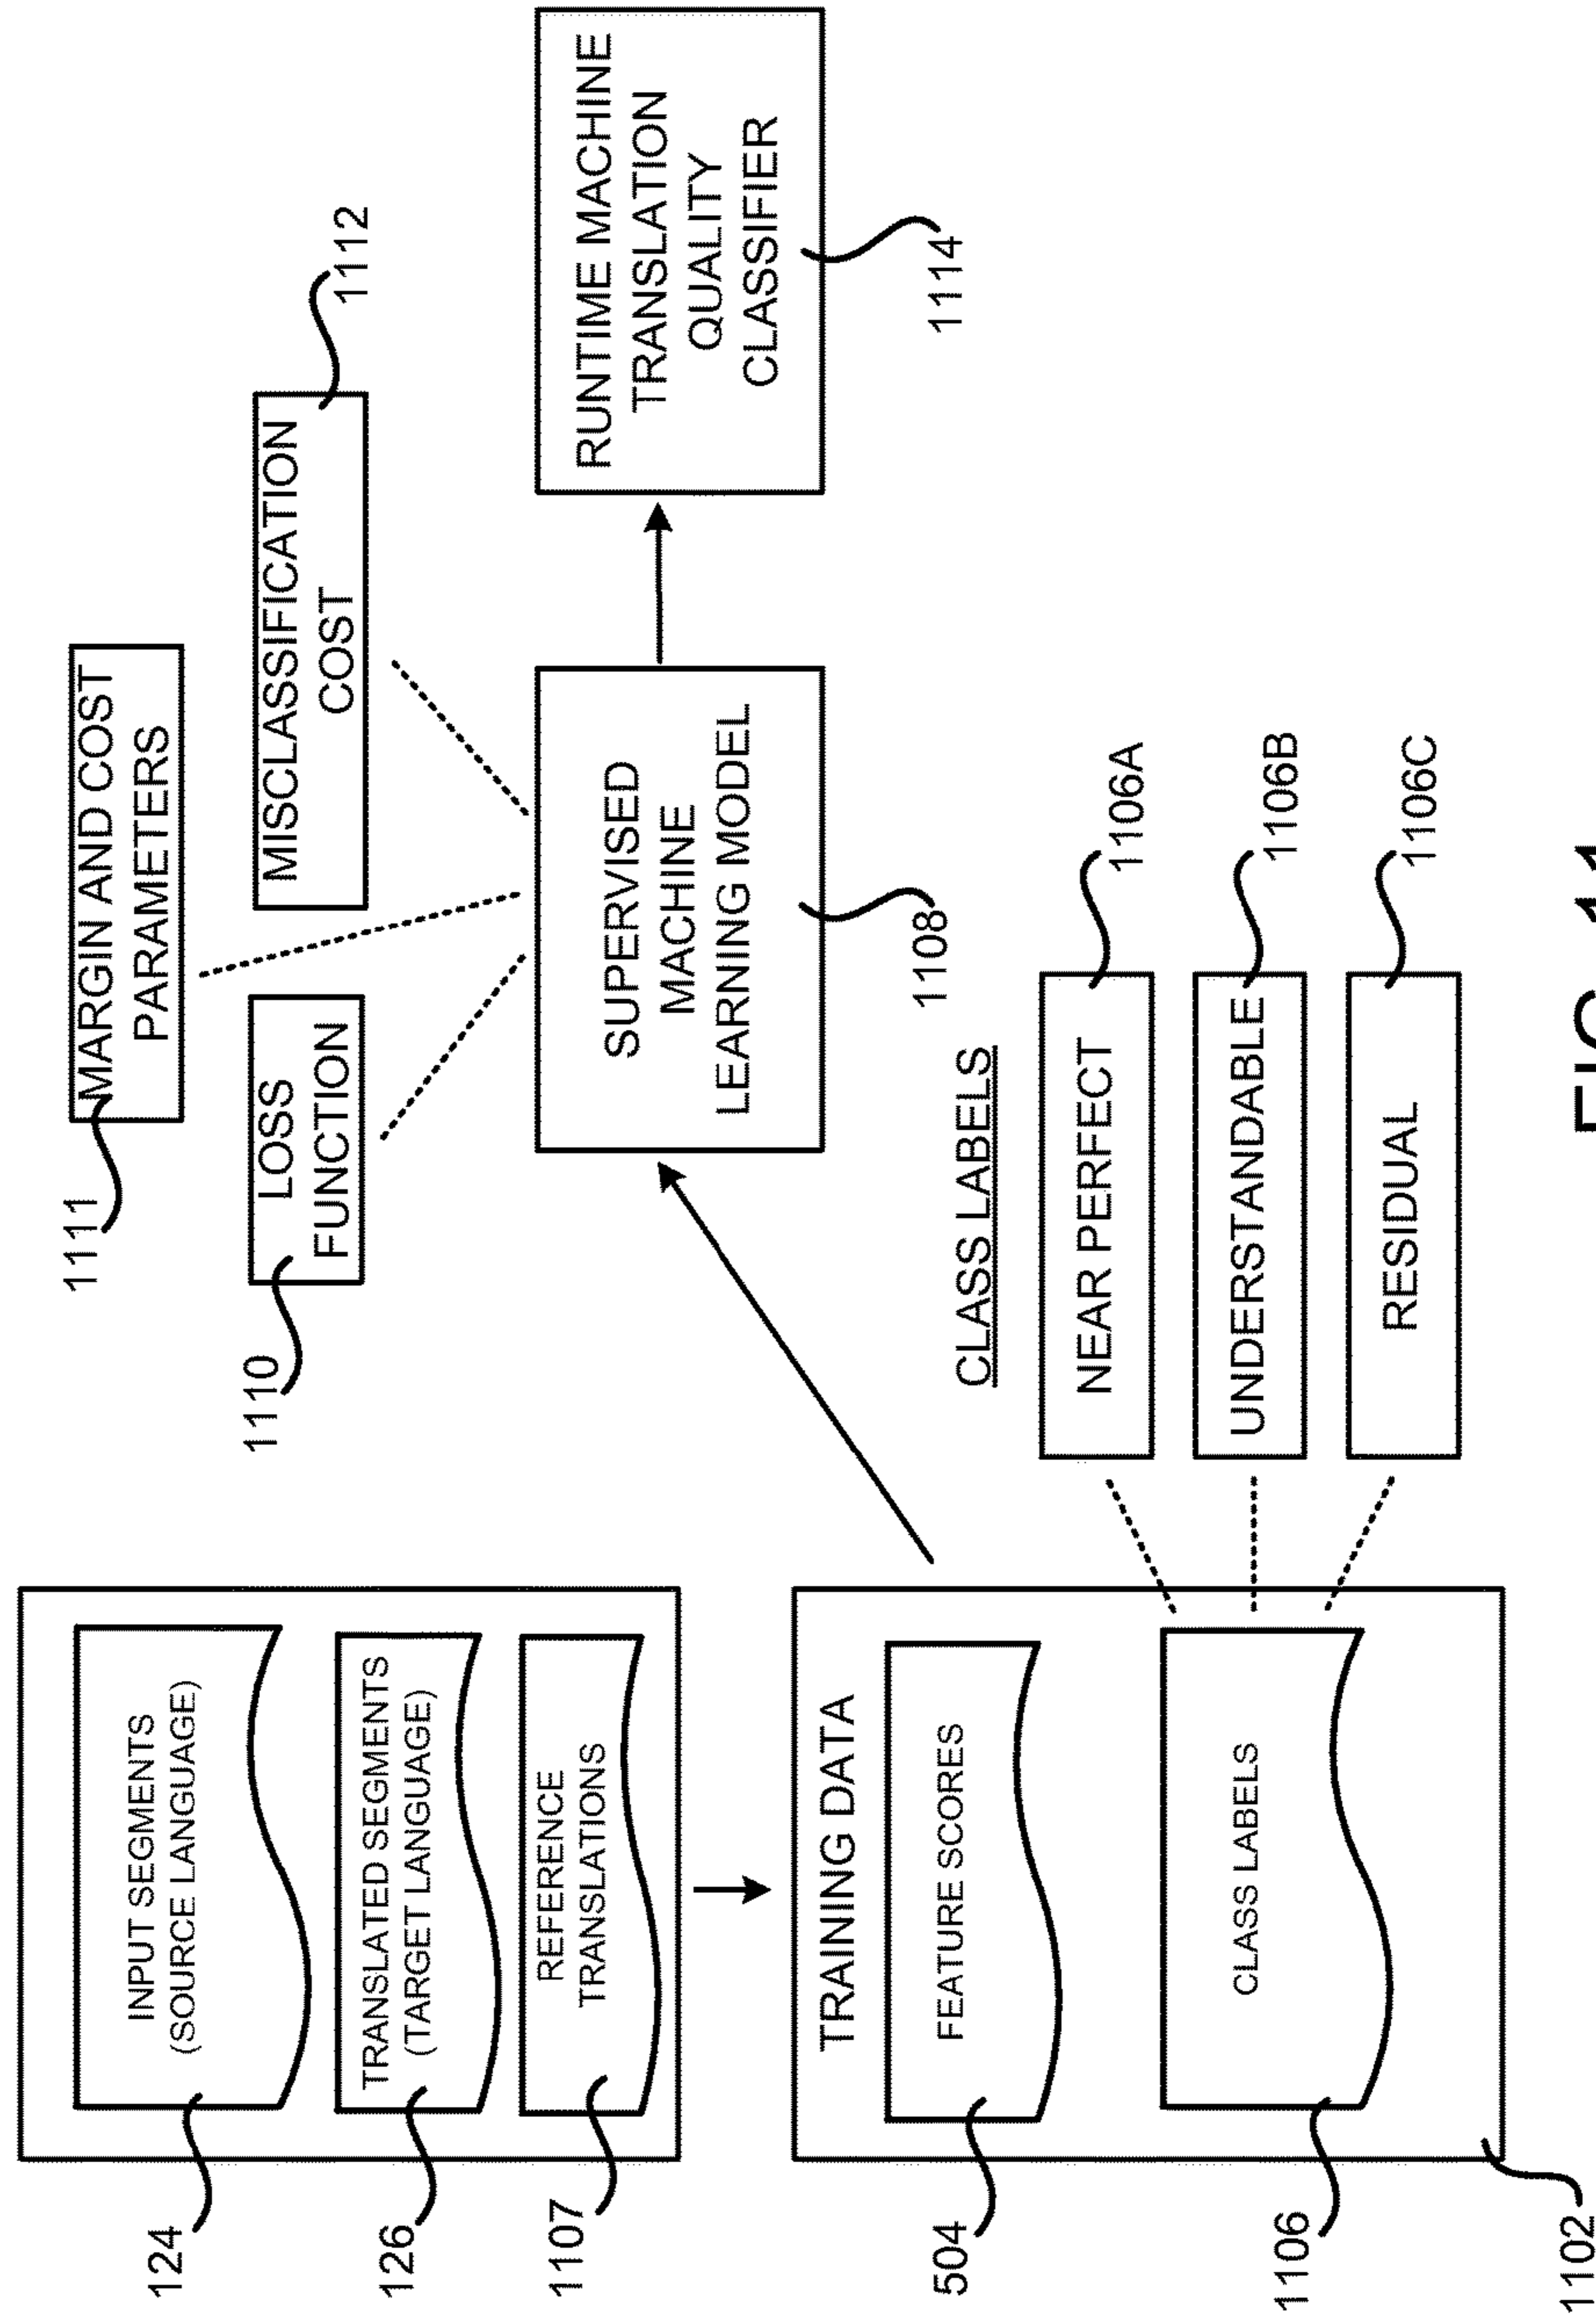 124
INPUT SEGMENTS
(SOURCE LANGUAGE)
126
TRANSLATED SEGMENTS
(TARGET LANGUAGE)
1107
REFERENCE
TRANSLATIONS
504
TRAINING DATA
FEATURE SCORES
1106
CLASS LABELS
1102
1111
MARGIN AND COST
PARAMETERS
1110
LOSS
FUNCTION
MISCLASSIFICATION
COST
1112
SUPERVISED
MACHINE
LEARNING MODEL
1108
RUNTIME MACHINE
TRANSLATION
QUALITY
CLASSIFIER
1114
CLASS LABELS
NEAR PERFECT
1106A
UNDERSTANDABLE
1106B
RESIDUAL
1106C